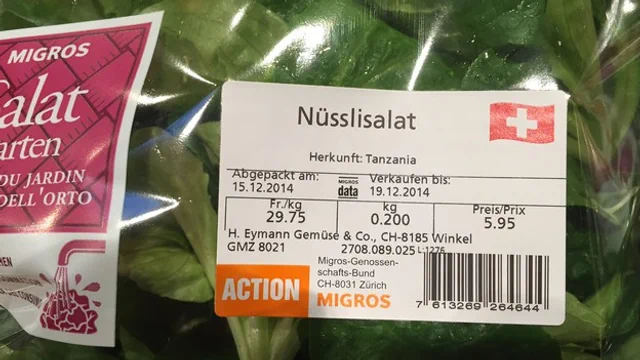 MIGROS
alat
arten
DU JARDIN
DELL'ORTO
Nüsslisalat
Herkunft: Tanzania
Abgepackt am: Verkaufen bis:
15.12.2014 MIGROS data 19.12.2014
Fr./kg kg Preis/Prix
29.75 0.200 5.95
H. Eymann Gemüse & Co., CH-8185 Winkel
GMZ 8021 2708.089.025 L:1276
ACTION
Migros-Genossen-
schafts-Bund
CH-8031 Zürich
MIGROS
7 613269 264644